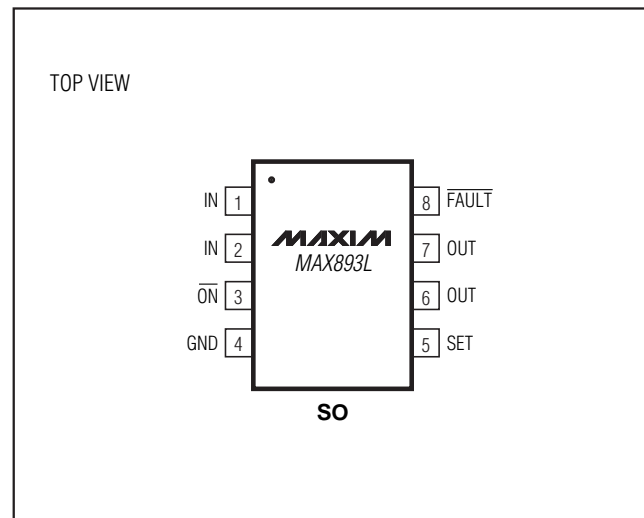 TOP VIEW
IN 1
8 FAULT
IN 2
MAXIM
MAX893L
7 OUT
ON 3
6 OUT
GND 4
5 SET
SO